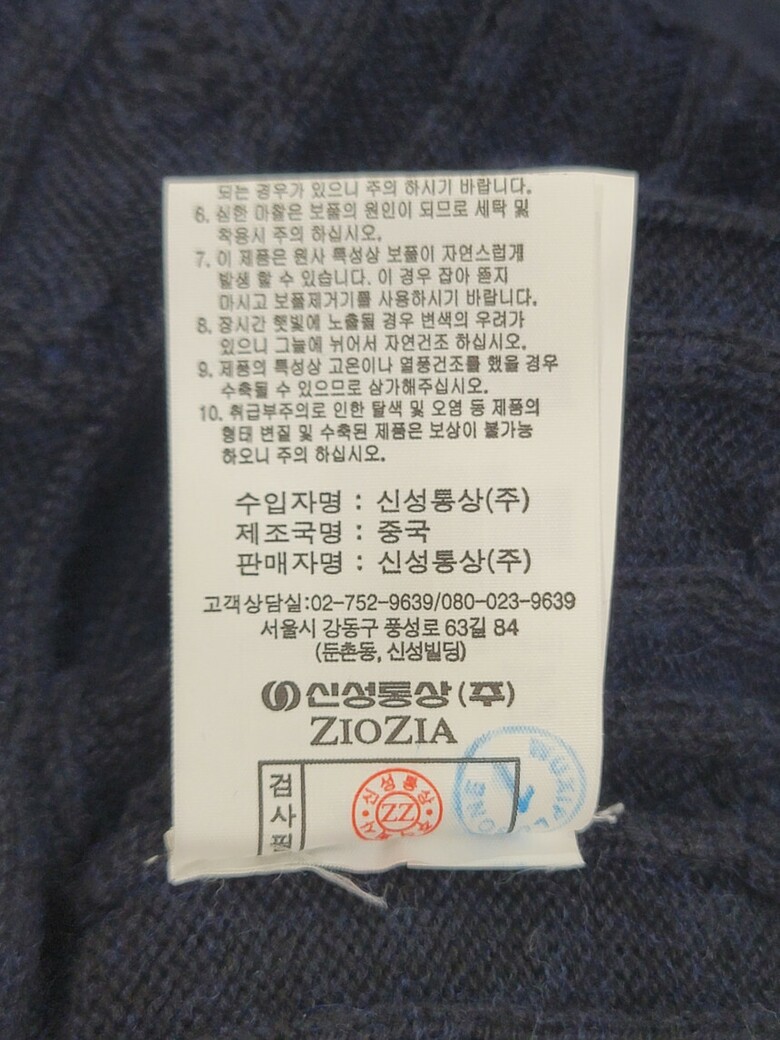 되는 경우가 있으니 주의 하시기 바랍니다.
6. 심한 마찰은 보풀의 원인이 되므로 세탁 및
착용시 주의 하십시오.
7. 이 제품은 원사 특성상 보풀이 자연스럽게
발생 할 수 있습니다. 이 경우 잡아 뜯지
마시고 보풀제거기를 사용하시기 바랍니다.
8. 장시간 햇빛에 노출될 경우 변색의 우려가
있으니 그늘에 뉘어서 자연건조 하십시오.
9. 제품의 특성상 고온이나 열풍건조를 했을 경우
수축될 수 있으므로 삼가해주십시오.
10. 취급부주의로 인한 탈색 및 오염 등 제품의
형태 변질 및 수축된 제품은 보상이 불가능
하오니 주의 하십시오.
수입자명 : 신성통상(주)
제조국명 : 중국
판매자명 : 신성통상(주)
고객상담실:02-752-9639/080-023-9639
서울시 강동구 풍성로 63길 84
(둔촌동, 신성빌딩)
신성통상(주)
ZIOZIA
검사필
신성통상
ZZ